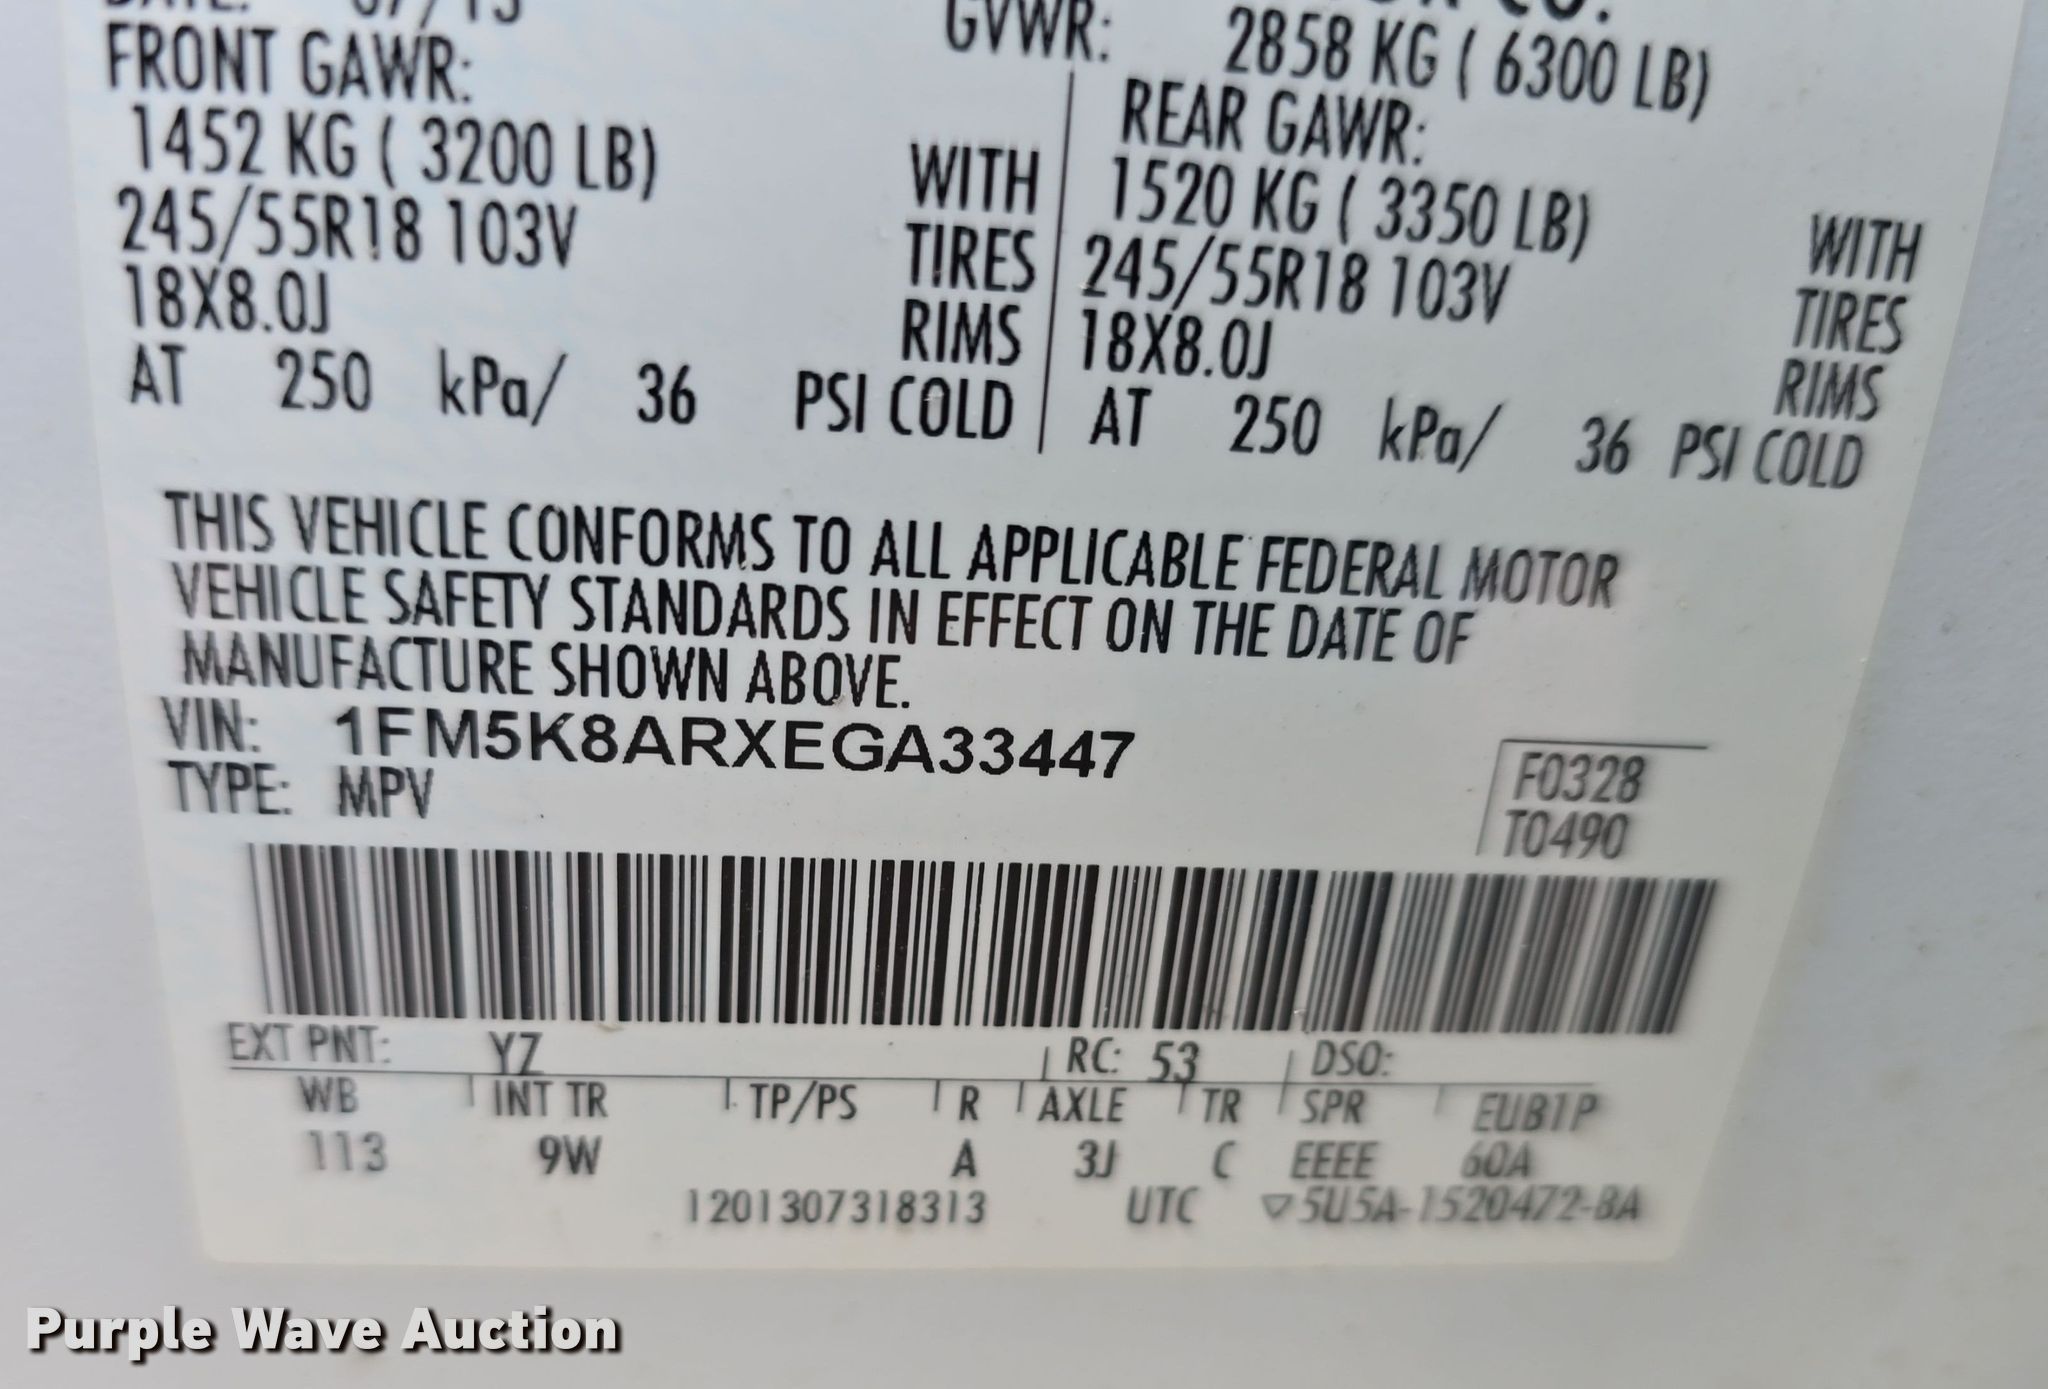 DATE: 07/13
GVWR: 2858 KG ( 6300 LB)
FRONT GAWR:
1452 KG ( 3200 LB) WITH
245/55R18 103V TIRES
18X8.0J RIMS
AT 250 kPa/ 36 PSI COLD
REAR GAWR:
1520 KG ( 3350 LB) WITH
245/55R18 103V TIRES
18X8.0J RIMS
AT 250 kPa/ 36 PSI COLD
THIS VEHICLE CONFORMS TO ALL APPLICABLE FEDERAL MOTOR
VEHICLE SAFETY STANDARDS IN EFFECT ON THE DATE OF
MANUFACTURE SHOWN ABOVE.
VIN: 1FM5K8ARXEGA33447
TYPE: MPV
F0328
T0490
EXT PNT: YZ RC: 53 DSO:
WB INT TR TP/PS R AXLE TR SPR EUB1P
113 9W A 3J C EEEE 60A
1201307318313 UTC ▽5U5A-1520472-BA
Purple Wave Auction